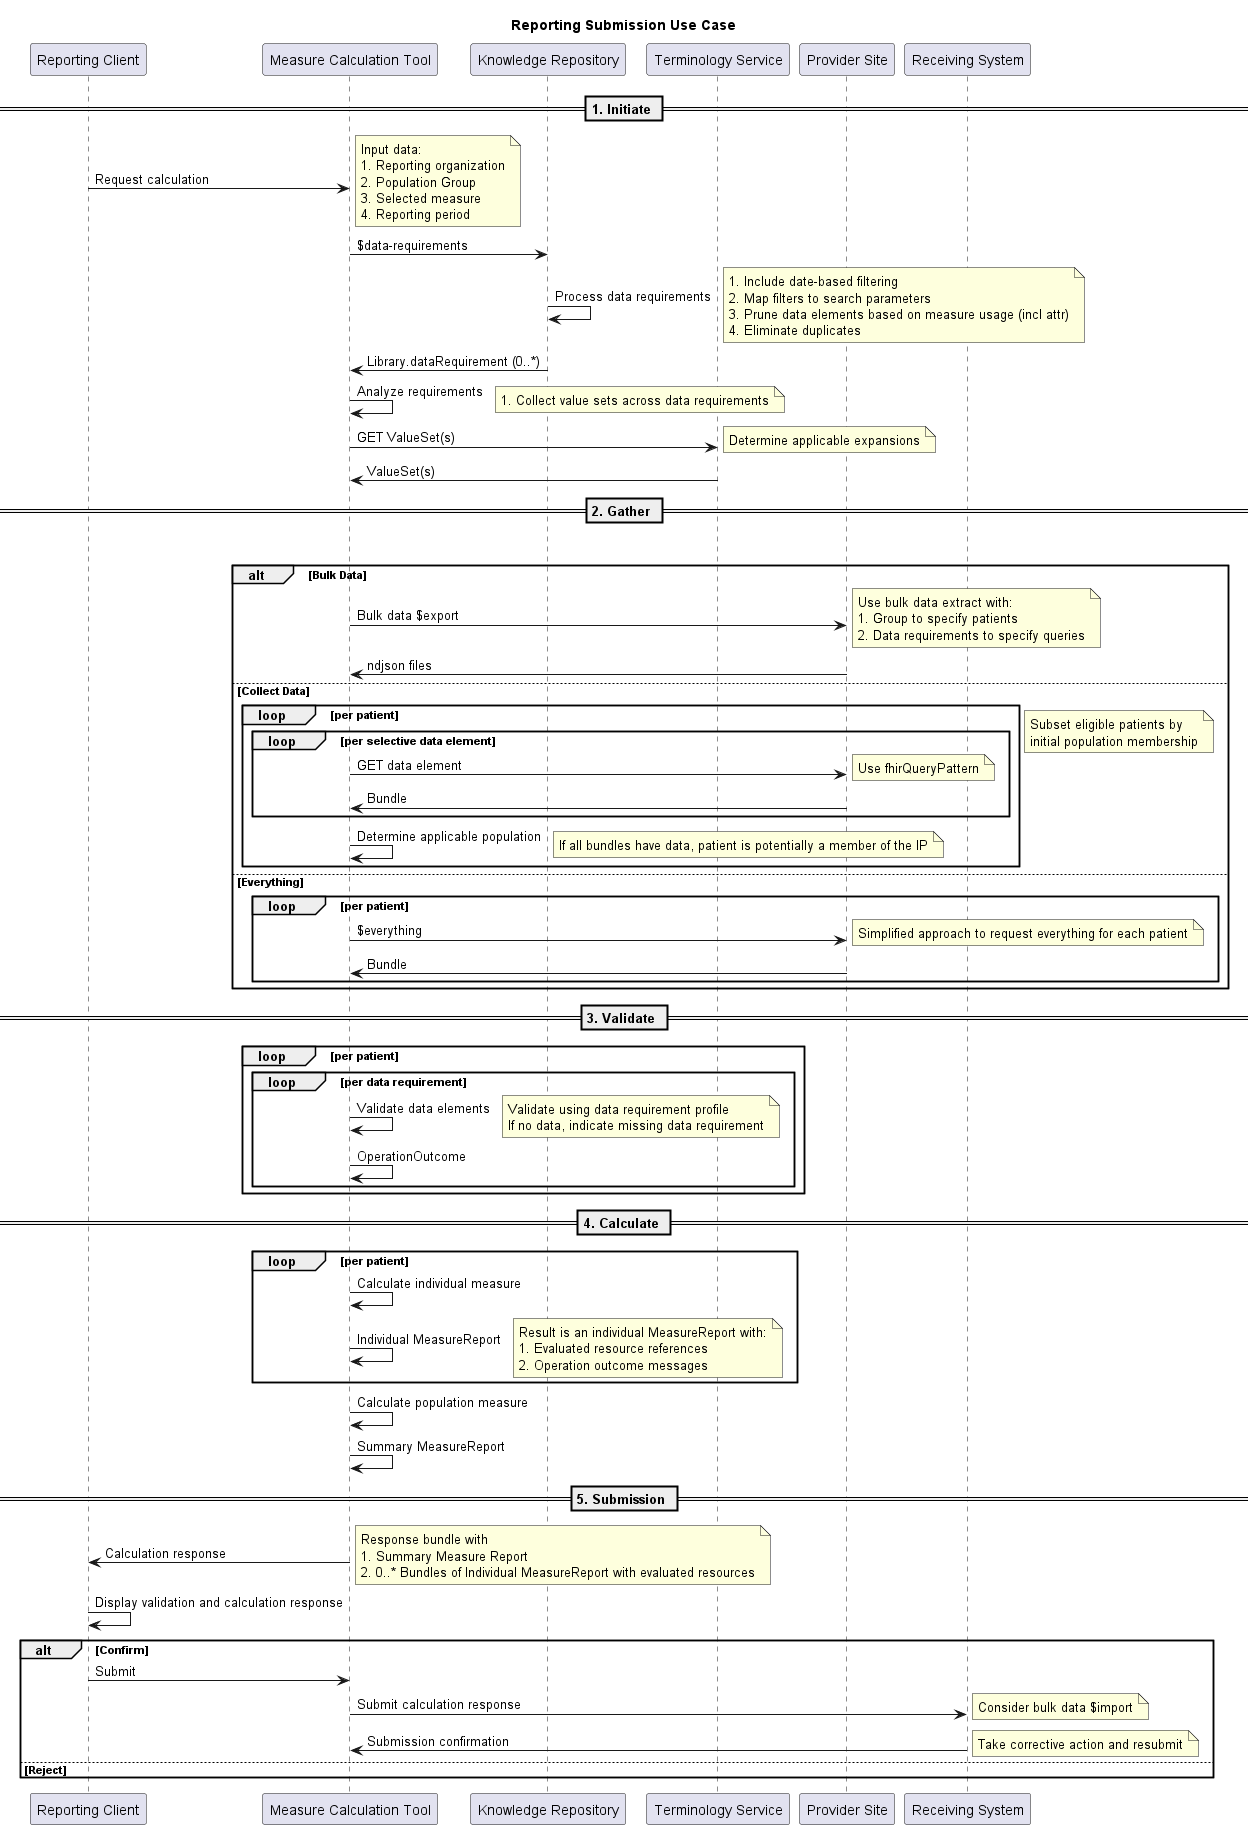 Reporting Submission Use Case
Reporting Client
Measure Calculation Tool
Knowledge Repository
Terminology Service
Provider Site
Receiving System
1. Initiate
Input data:
1. Reporting organization
2. Population Group
3. Selected measure
4. Reporting period
Request calculation
$data-requirements
1. Include date-based filtering
2. Map filters to search parameters
3. Prune data elements based on measure usage (incl attr)
4. Eliminate duplicates
Process data requirements
Library.dataRequirement (0..*)
Analyze requirements
1. Collect value sets across data requirements
GET ValueSet(s)
Determine applicable expansions
ValueSet(s)
2. Gather
alt
[Bulk Data]
Bulk data $export
Use bulk data extract with:
1. Group to specify patients
2. Data requirements to specify queries
ndjson files
[Collect Data]
loop
[per patient]
Subset eligible patients by
initial population membership
loop
[per selective data element]
GET data element
Use fhirQueryPattern
Bundle
Determine applicable population
If all bundles have data, patient is potentially a member of the IP
[Everything]
loop
[per patient]
$everything
Simplified approach to request everything for each patient
Bundle
3. Validate
loop
[per patient]
loop
[per data requirement]
Validate data elements
Validate using data requirement profile
If no data, indicate missing data requirement
OperationOutcome
4. Calculate
loop
[per patient]
Calculate individual measure
Individual MeasureReport
Result is an individual MeasureReport with:
1. Evaluated resource references
2. Operation outcome messages
Calculate population measure
Summary MeasureReport
5. Submission
Calculation response
Response bundle with
1. Summary Measure Report
2. 0..* Bundles of Individual MeasureReport with evaluated resources
Display validation and calculation response
alt
[Confirm]
Submit
Submit calculation response
Consider bulk data $import
Submission confirmation
Take corrective action and resubmit
[Reject]
Reporting Client
Measure Calculation Tool
Knowledge Repository
Terminology Service
Provider Site
Receiving System